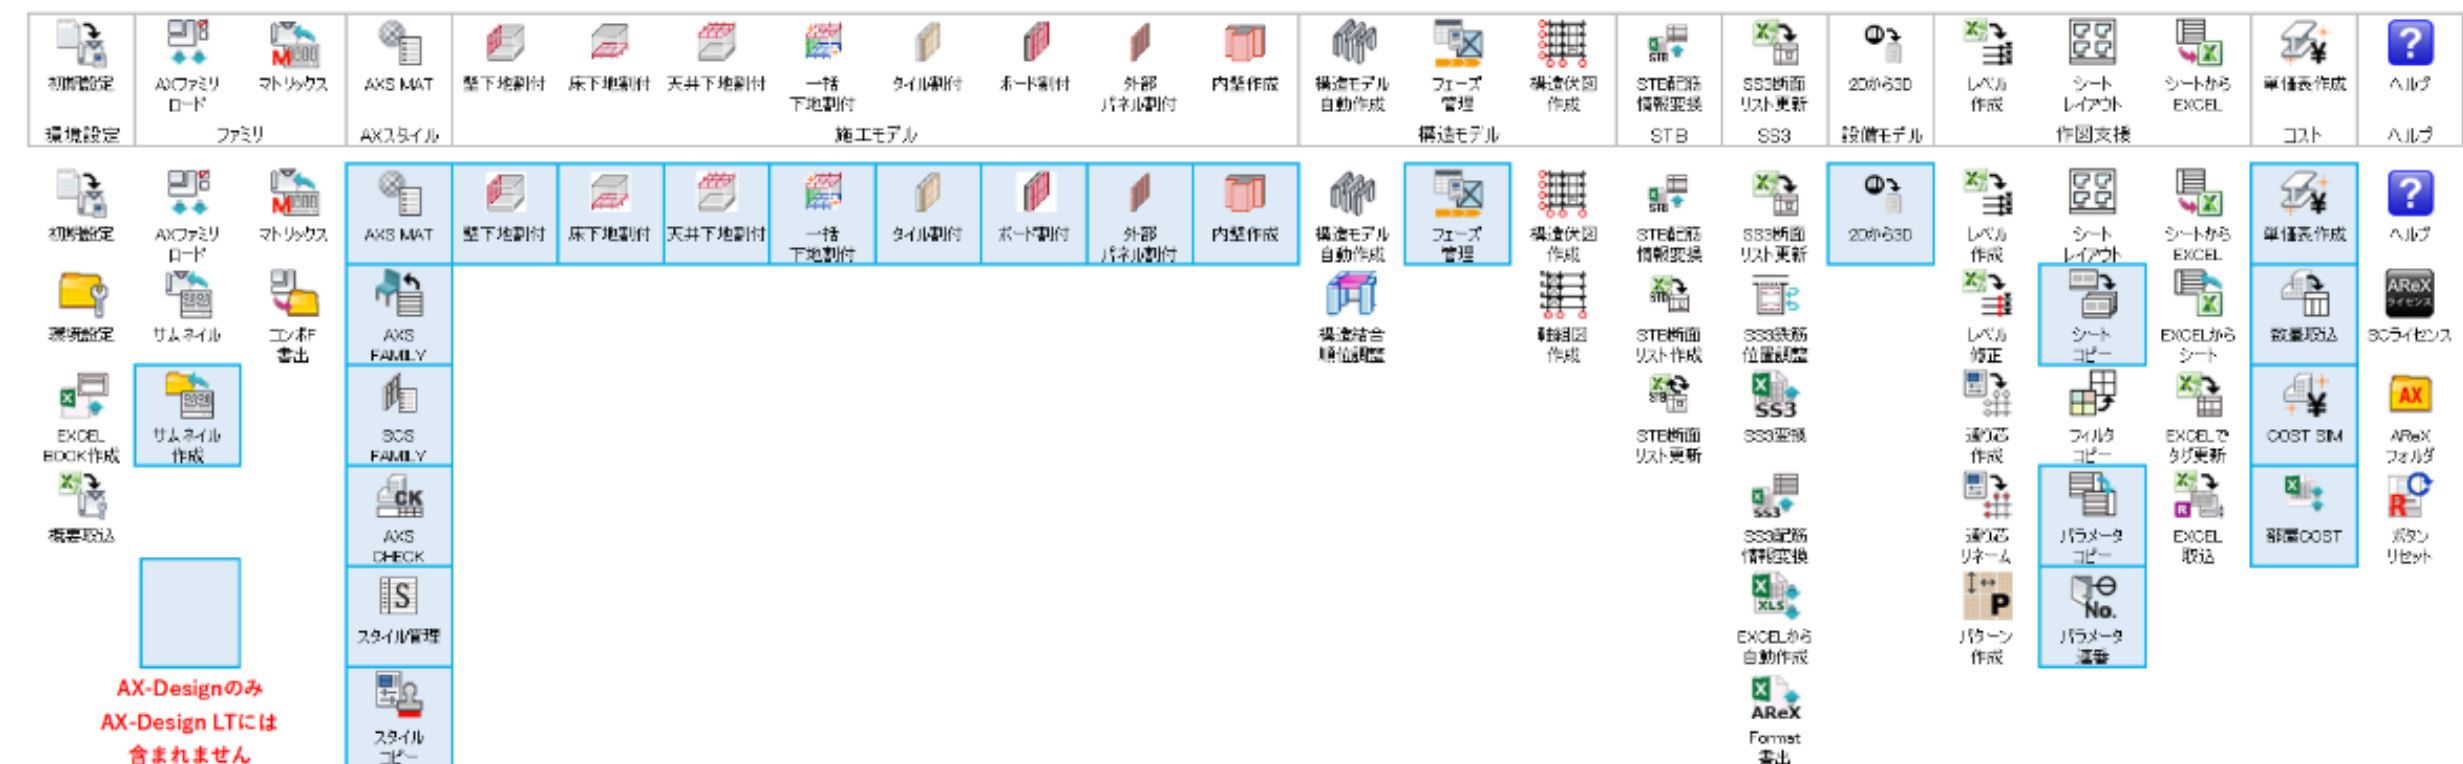 初期設定 AXファミリ マトリックス AXS MAT 壁下地割付 床下地割付 天井下地割付 一括 タイル割付 ボード割付 外部 内壁作成 構造モデル フェーズ 構造伏図 STB配筋 SS3断面 2Dから3D レベル シート シートから 単価表作成 ヘルプ
ロード 下地割付 パネル割付 自動作成 管理 作成 情報変換 リスト更新 作成 レイアウト EXCEL
環境設定 ファミリ AXスタイル 施工モデル 構造モデル STB SS3 設備モデル 作図支援 コスト ヘルプ
初期設定 AXファミリ マトリックス AXS MAT 壁下地割付 床下地割付 天井下地割付 一括 タイル割付 ボード割付 外部 内壁作成 構造モデル フェーズ 構造伏図 STB配筋 SS3断面 2Dから3D レベル シート シートから 単価表作成 ヘルプ
ロード 下地割付 パネル割付 自動作成 管理 作成 情報変換 リスト更新 作成 レイアウト EXCEL
AReX
ライセンス
環境設定 サムネイル コンポF AXS 構造結合 軸組図 STB断面 SS3鉄筋 レベル シート EXCELから 数量取込 SCライセンス
書出 FAMILY 順位調整 作成 リスト作成 位置調整 修正 コピー シート
SS3 AX
EXCEL サムネイル SCS STB断面 SS3変換 通り芯 フィルタ EXCELで COST SIM AReX
BOOK作成 作成 FAMILY リスト更新 作成 コピー タグ更新 フォルダ
CK SS3 R
概要取込 AXS SS3配筋 通り芯 パラメータ EXCEL 部屋COST ボタン
CHECK 情報変換 リネーム コピー 取込 リセット
S XLS P No.
スタイル管理 EXCELから パターン パラメータ
自動作成 作成 連番
AX-Designのみ
AX-Design LTには
含まれません
AReX
スタイル Format
コピー 書出